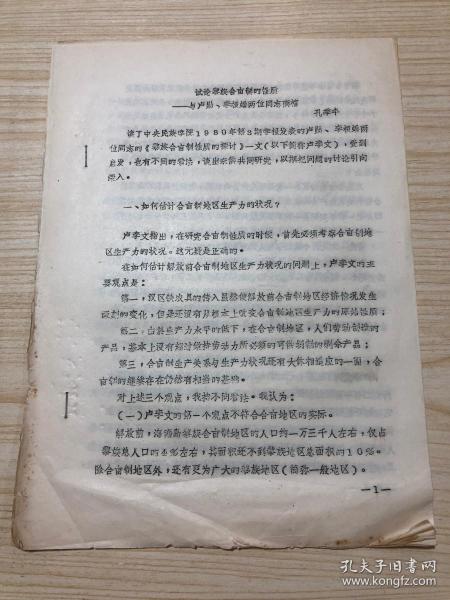 试论黎族合亩制的性质
——与卢勋、李根蟠两位同志商榷
孔季丰
读了中央民族学院1980年第3期学报发表的卢勋、李根蟠两
位同志的《黎族合亩制性质的探讨》一文（以下简称卢李文），受到
启发，也有不同的看法，提出来供共同研究，以期把问题的讨论引向
深入。
一、如何估计合亩制地区生产力的状况？
卢李文指出，在研究合亩制性质的时候，首先必须考察合亩制地
区生产力的状况。这无疑是正确的。
在如何估计解放前合亩制地区生产力状况的问题上，卢李文的主
要观点是：
第一，汉区铁农具的传入虽然使解放前合亩制地区经济情况发生
深刻的变化，但是还没有从根本上改变合亩制地区生产力的原始性质；
第二，由于生产力水平的低下，在合亩制地区，人们劳动创造的
产品，基本上没有超过维持劳动力所必须的可供剥削的剩余产品；
第三，合亩制生产关系与生产力状况还有大体相适应的一面，合
亩制的继续存在仍然有相当的基础。
对上述三个观点，我持不同看法。我认为：
（一）卢李文的第一个观点不符合合亩地区的实际。
解放前，海南岛黎族合亩制地区的人口约一万三千人左右，仅占
黎族总人口的4％左右，其面积还不到黎族地区总面积的10％。
除合亩制地区外，还有更为广大的黎族地区（简称一般地区）。
—1—
孔夫子旧书网
www.kongfz.com